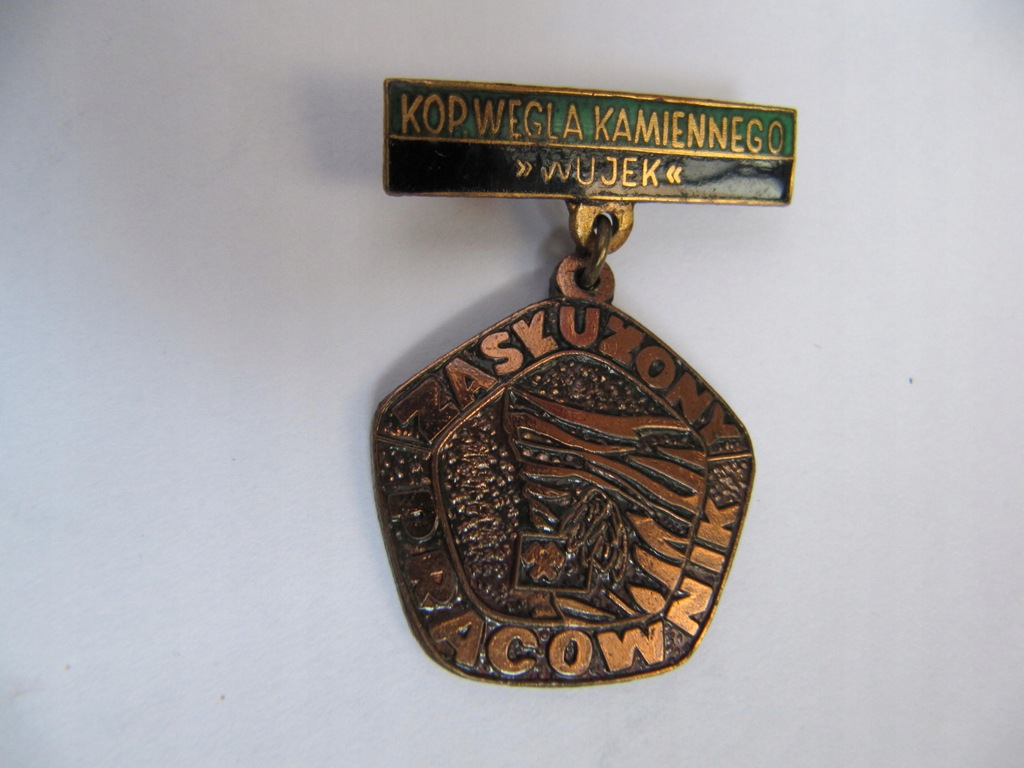 KOP. WĘGLA KAMIENNEGO
»WUJEK«
ZASŁUŻONY
PRACOWNIK